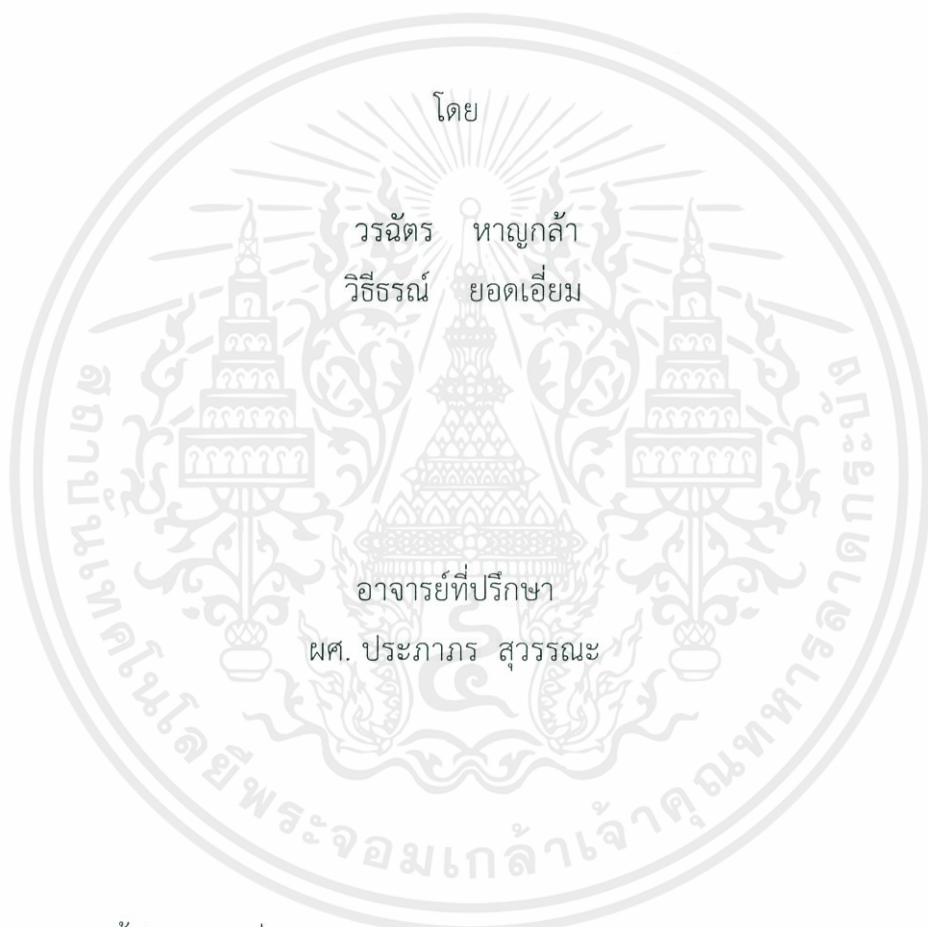 โดย
วรฉัตร หาญกล้า
วิธีธรณ์ ยอดเอี่ยม
อาจารย์ที่ปรึกษา
ผศ. ประภาภร สุวรรณะ
สถาบันเทคโนโลยีพระจอมเกล้าเจ้าคุณทหารลาดกระบัง